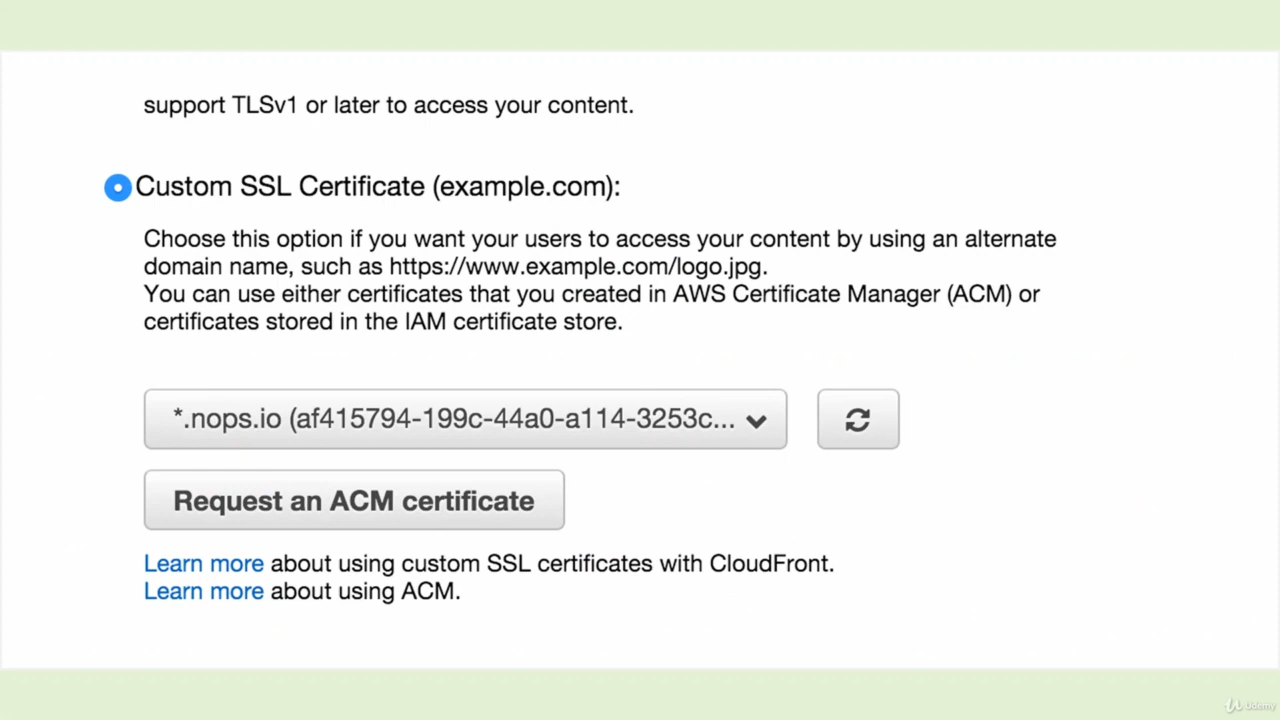 support TLSv1 or later to access your content.
Custom SSL Certificate (example.com):
Choose this option if you want your users to access your content by using an alternate
domain name, such as https://www.example.com/logo.jpg.
You can use either certificates that you created in AWS Certificate Manager (ACM) or
certificates stored in the IAM certificate store.
*.nops.io (af415794-199c-44a0-a114-3253c...
Request an ACM certificate
Learn more about using custom SSL certificates with CloudFront.
Learn more about using ACM.
Udemy